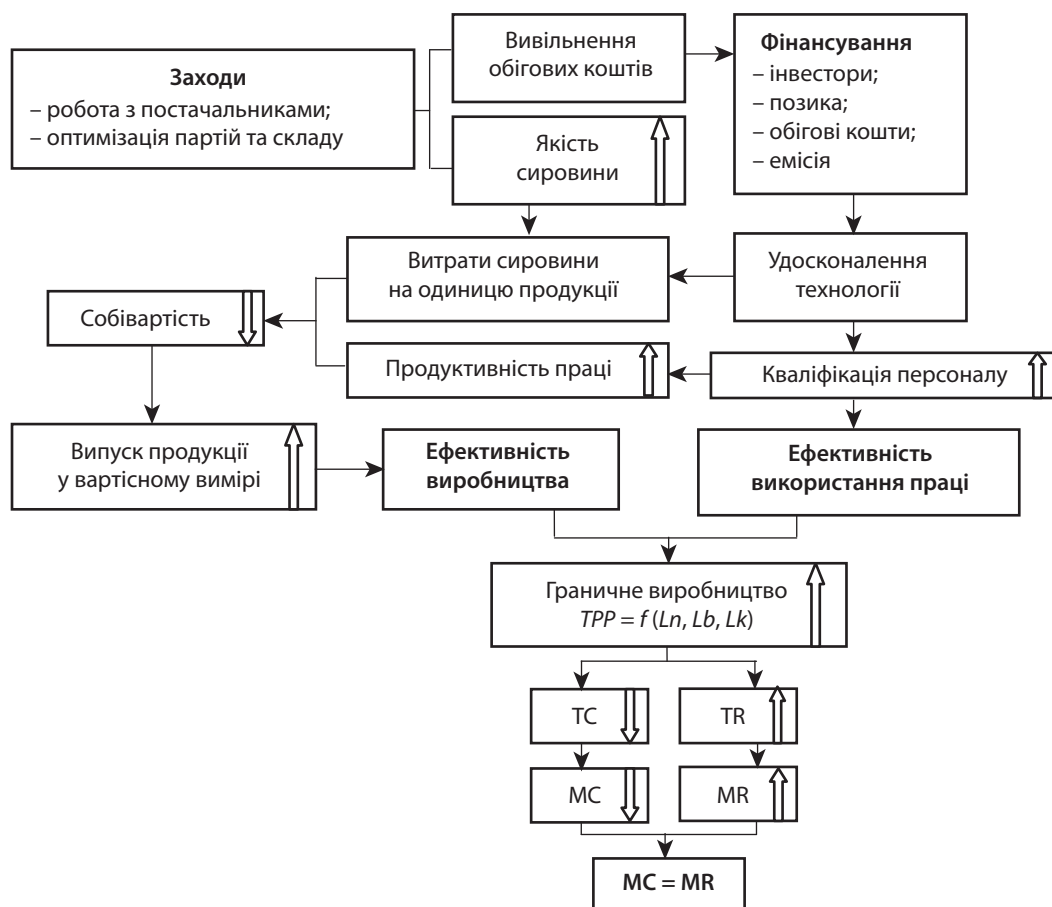 Заходи
– робота з постачальниками;
– оптимізація партій та складу
Вивільнення
обігових коштів
Фінансування
– інвестори;
– позика;
– обігові кошти;
– емісія
Якість
сировини
Витрати сировини
на одиницю продукції
Удосконалення
технології
Собівартість
Продуктивність праці
Кваліфікація персоналу
Випуск продукції
у вартісному вимірі
Ефективність
виробництва
Ефективність
використання праці
Граничне виробництво
TPP = f (Ln, Lb, Lk)
TC
TR
MC
MR
MC = MR